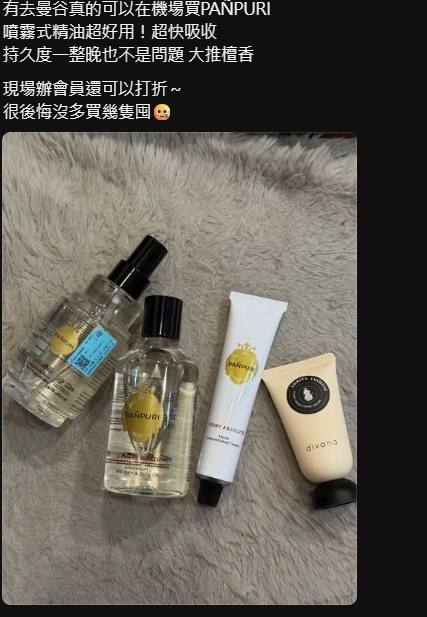 有去曼谷真的可以在機場買PAÑPURI
噴霧式精油超好用！超快吸收
持久度一整晚也不是問題 大推檀香
現場辦會員還可以打折～
很後悔沒多買幾隻囤
PAÑPURI
PAÑPURI
PAÑPURI
divana